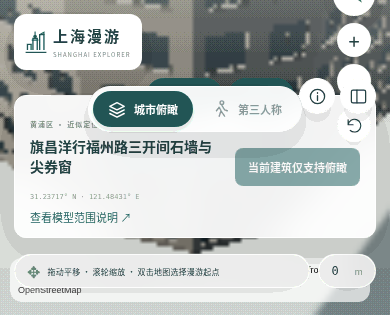 上海漫游
SHANGHAI EXPLORER
城市俯瞰
第三人称
黄浦区 · 近似定位
旗昌洋行福州路三开间石墙与
尖券窗
当前建筑仅支持俯瞰
31.23717° N · 121.48431° E
查看模型范围说明 ↗
拖动平移 · 滚轮缩放 · 双击地图选择漫游起点
0 m
OpenStreetMap